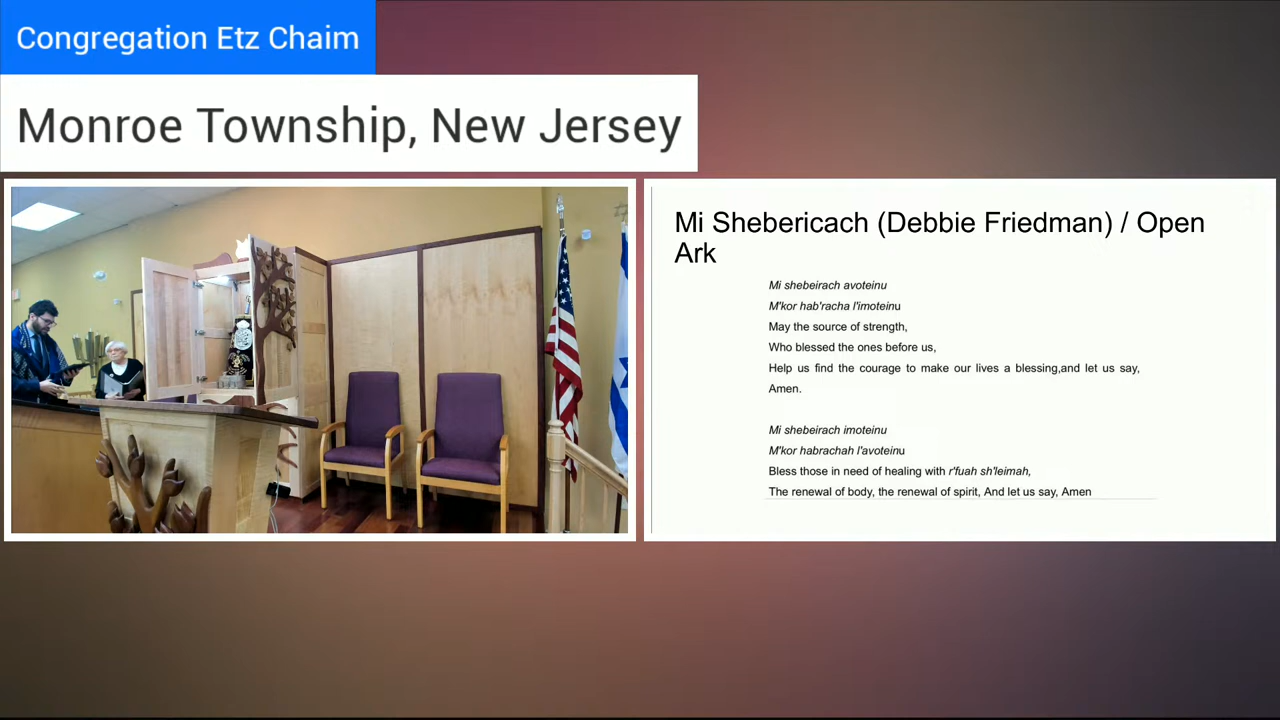 Congregation Etz Chaim
Monroe Township, New Jersey
Mi Shebericach (Debbie Friedman) / Open
Ark
Mi shebeirach avoteinu
M'kor hab'racha l'imoteinu
May the source of strength,
Who blessed the ones before us,
Help us find the courage to make our lives a blessing,and let us say,
Amen.
Mi shebeirach imoteinu
M'kor habrachah l'avoteinu
Bless those in need of healing with r'fuah sh'leimah,
The renewal of body, the renewal of spirit, And let us say, Amen